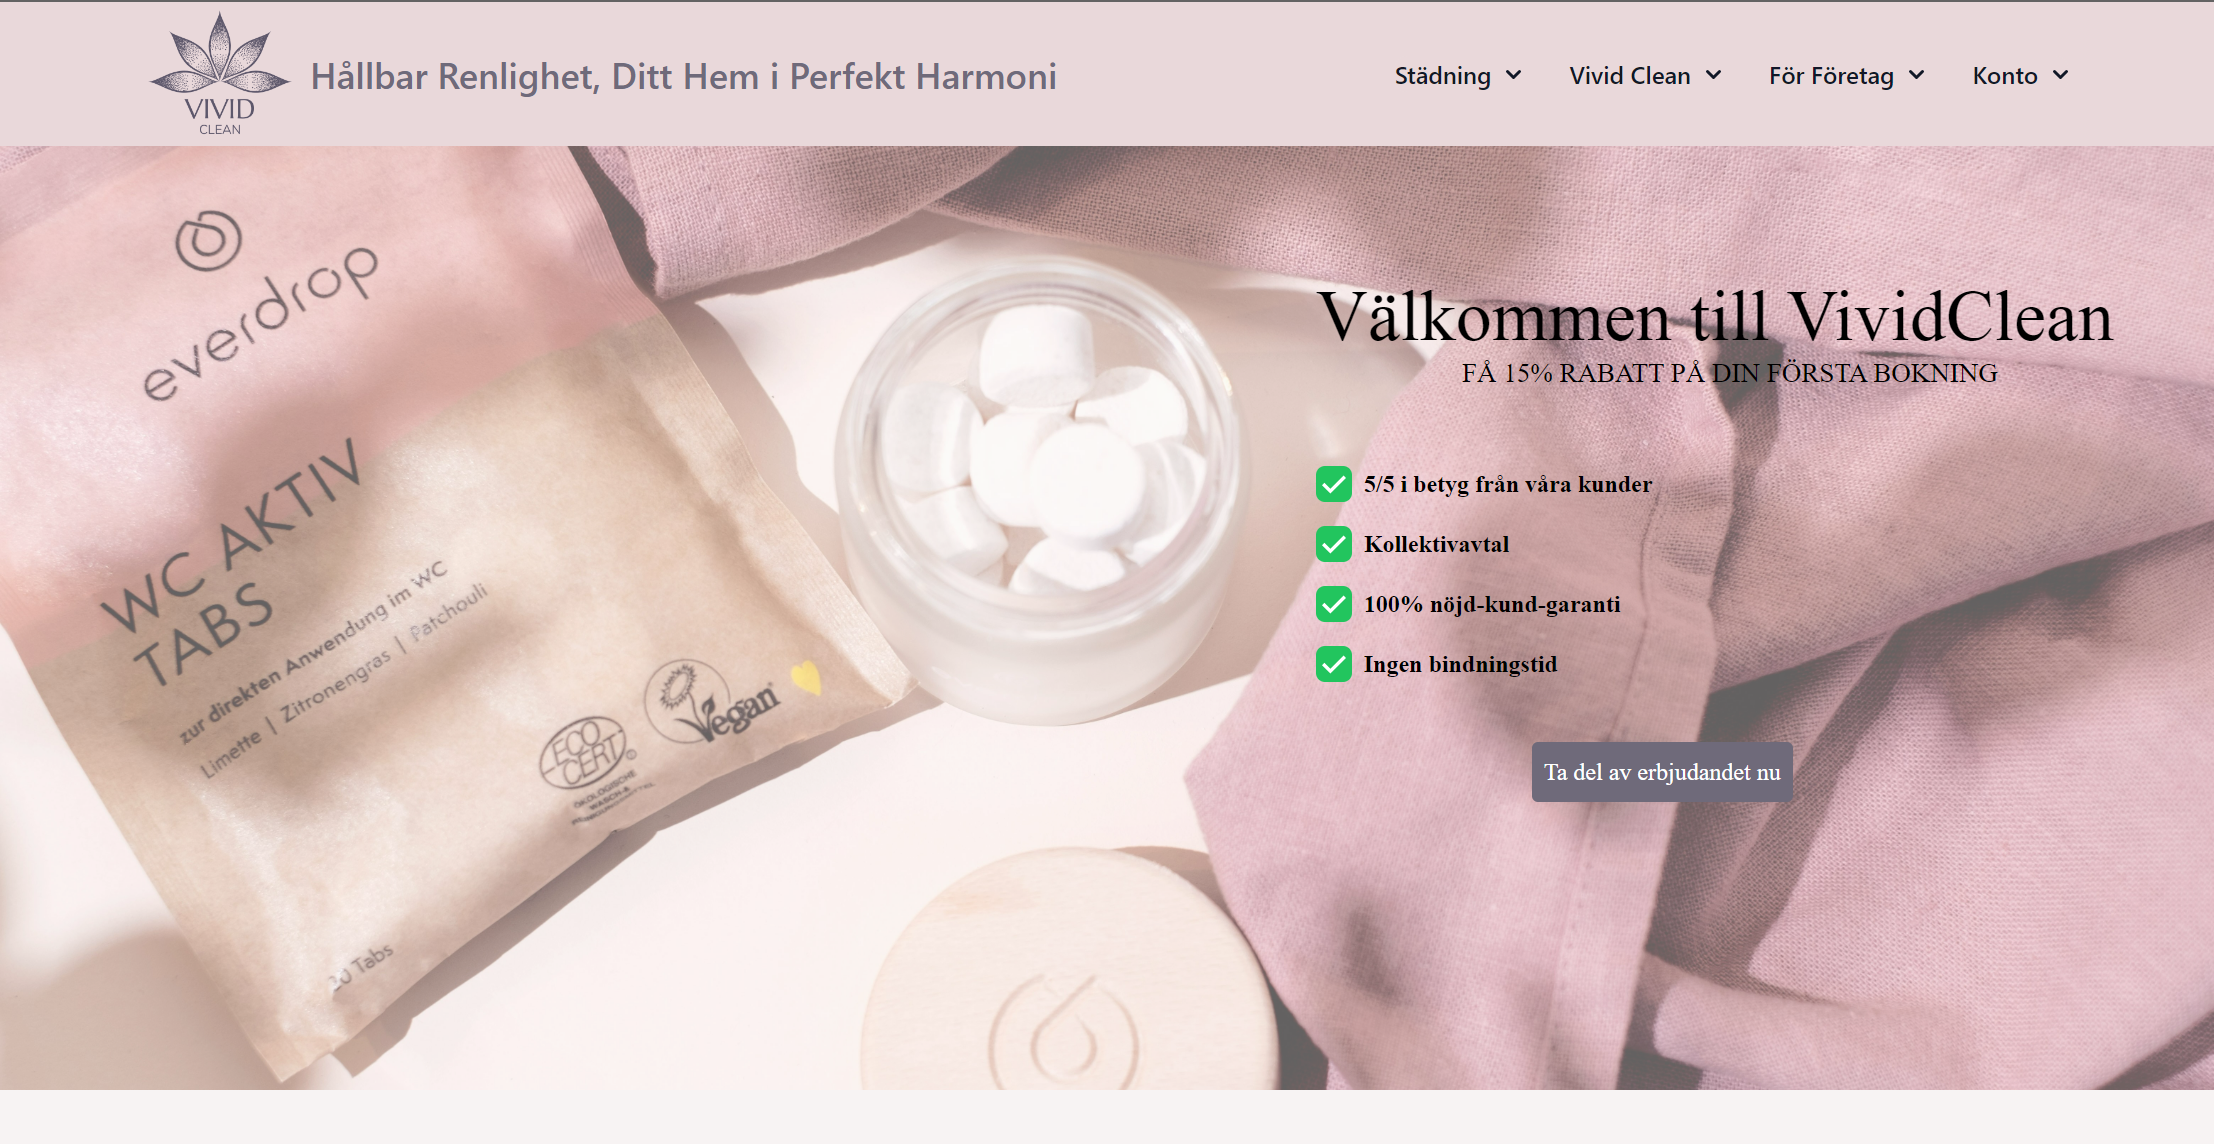 VIVID
CLEAN
Hållbar Renlighet, Ditt Hem i Perfekt Harmoni
Städning
Vivid Clean
För Företag
Konto
everdrop
WC AKTIV
TABS
zur direkten Anwendung im WC
Limette | Zitronengras | Patchouli
ECO
CERT
ÖKOLOGISCHE
WASCH-&
Vegan
Tabs
Välkommen till VividClean
FÅ 15% RABATT PÅ DIN FÖRSTA BOKNING
5/5 i betyg från våra kunder
Kollektivavtal
100% nöjd-kund-garanti
Ingen bindningstid
Ta del av erbjudandet nu